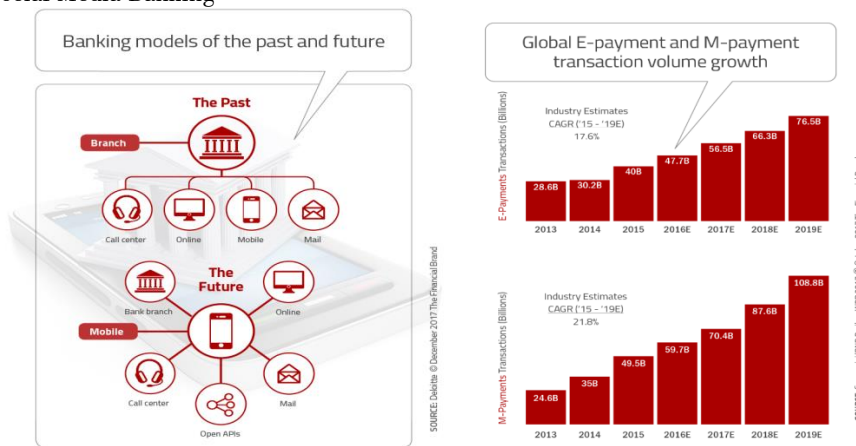 Banking models of the past and future
The Past
Branch
Call center
Online
Mobile
Mail
The
Future
Bank branch
Online
Mobile
Call center
Mail
Open APIs
SOURCE: Deloitte © December 2017 The Financial Brand
Global E-payment and M-payment
transaction volume growth
E-Payments Transactions (Billions)
Industry Estimates
CAGR ('15 - '19E)
17.6%
28.6B
30.2B
40B
47.7B
56.5B
66.3B
76.5B
2013
2014
2015
2016E
2017E
2018E
2019E
M-Payments Transactions (Billions)
Industry Estimates
CAGR ('15 - '19E)
21.8%
24.6B
35B
49.5B
59.7B
70.4B
87.6B
108.8B
2013
2014
2015
2016E
2017E
2018E
2019E